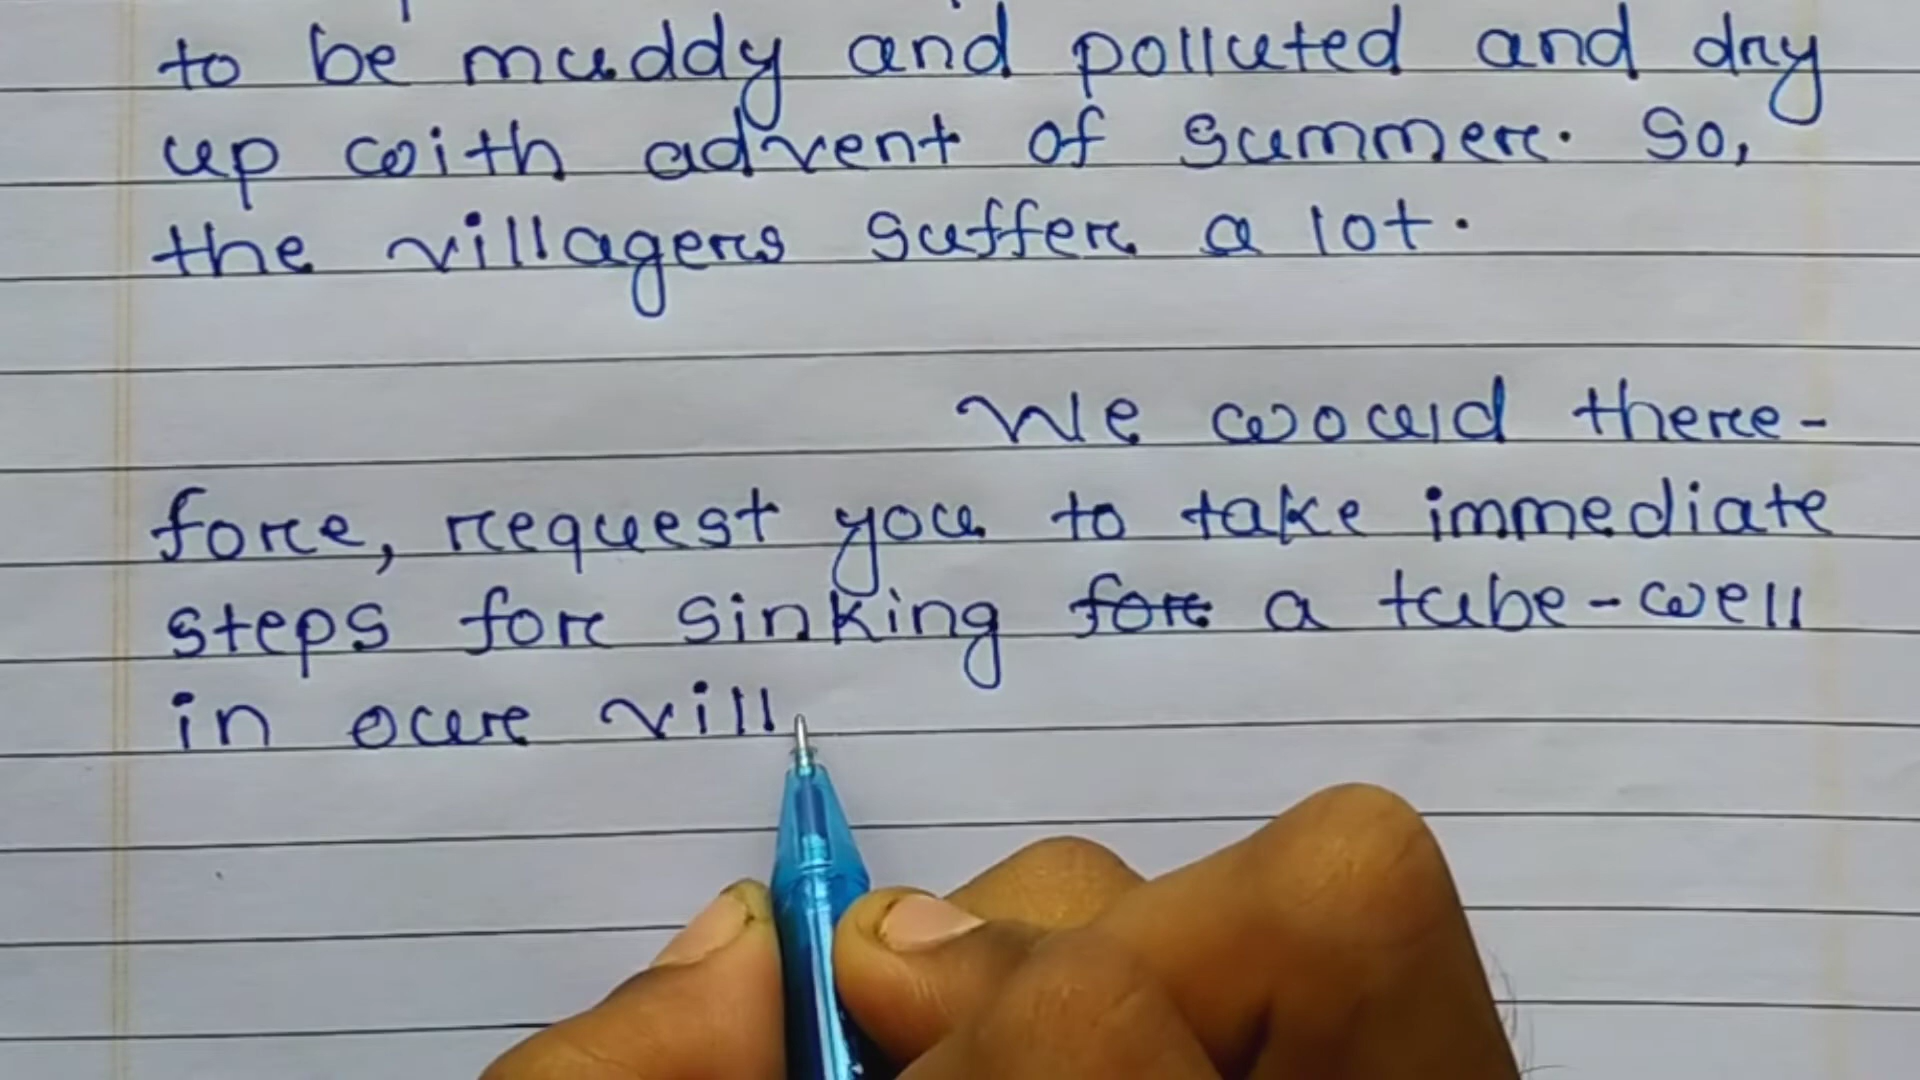 to be muddy and polluted and dry
up with advent of summer. So,
the villagers suffer a lot.
We would there-
fore, request you to take immediate
steps for sinking for a tube-well
in our vill